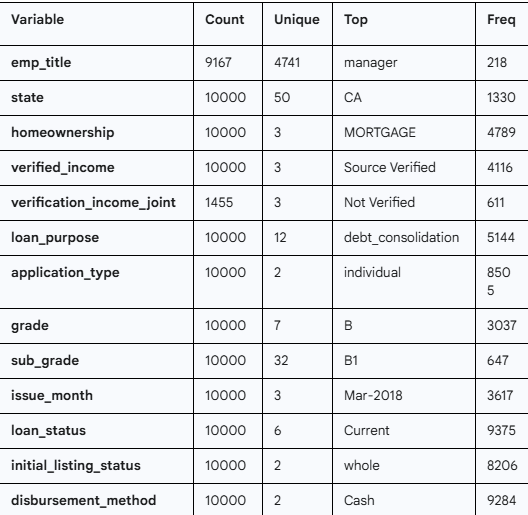 Variable Count Unique Top Freq
emp_title 9167 4741 manager 218
state 10000 50 CA 1330
homeownership 10000 3 MORTGAGE 4789
verified_income 10000 3 Source Verified 4116
verification_income_joint 1455 3 Not Verified 611
loan_purpose 10000 12 debt_consolidation 5144
application_type 10000 2 individual 850
5
grade 10000 7 B 3037
sub_grade 10000 32 B1 647
issue_month 10000 3 Mar-2018 3617
loan_status 10000 6 Current 9375
initial_listing_status 10000 2 whole 8206
disbursement_method 10000 2 Cash 9284